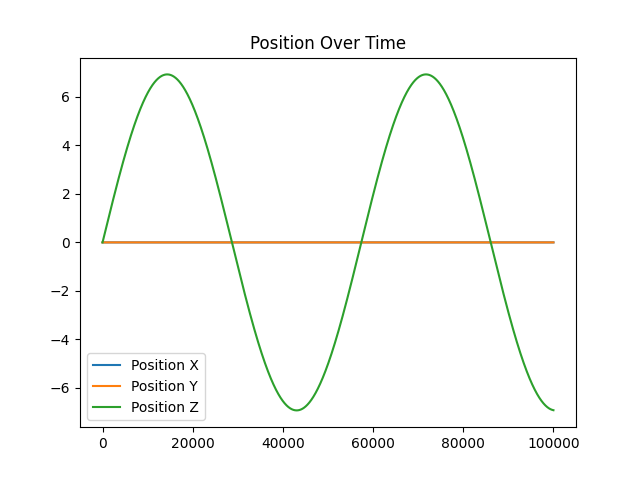 Position Over Time
6
4
2
0
−2
−4
−6
Position X
Position Y
Position Z
0 20000 40000 60000 80000 100000